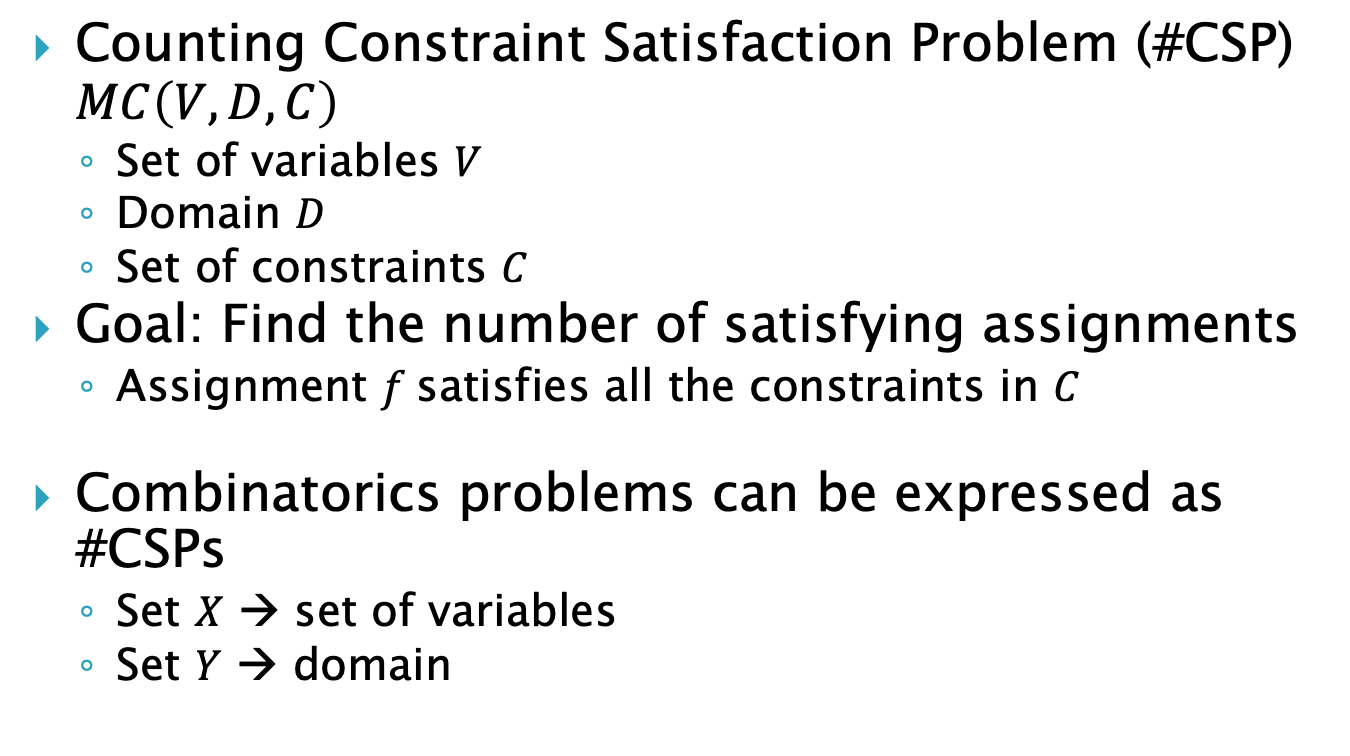 Counting Constraint Satisfaction Problem (#CSP)
MC(V, D, C)
Set of variables V
Domain D
Set of constraints C
Goal: Find the number of satisfying assignments
Assignment f satisfies all the constraints in C
Combinatorics problems can be expressed as
#CSPs
Set X → set of variables
Set Y → domain